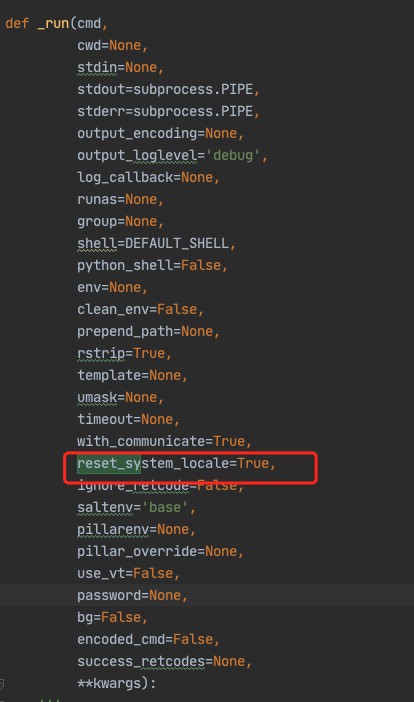 def _run(cmd,
cwd=None,
stdin=None,
stdout=subprocess.PIPE,
stderr=subprocess.PIPE,
output_encoding=None,
output_loglevel='debug',
log_callback=None,
runas=None,
group=None,
shell=DEFAULT_SHELL,
python_shell=False,
env=None,
clean_env=False,
prepend_path=None,
rstrip=True,
template=None,
umask=None,
timeout=None,
with_communicate=True,
reset_system_locale=True,
ignore_retcode=False,
saltenv='base',
pillarenv=None,
pillar_override=None,
use_vt=False,
password=None,
bg=False,
encoded_cmd=False,
success_retcodes=None,
**kwargs):